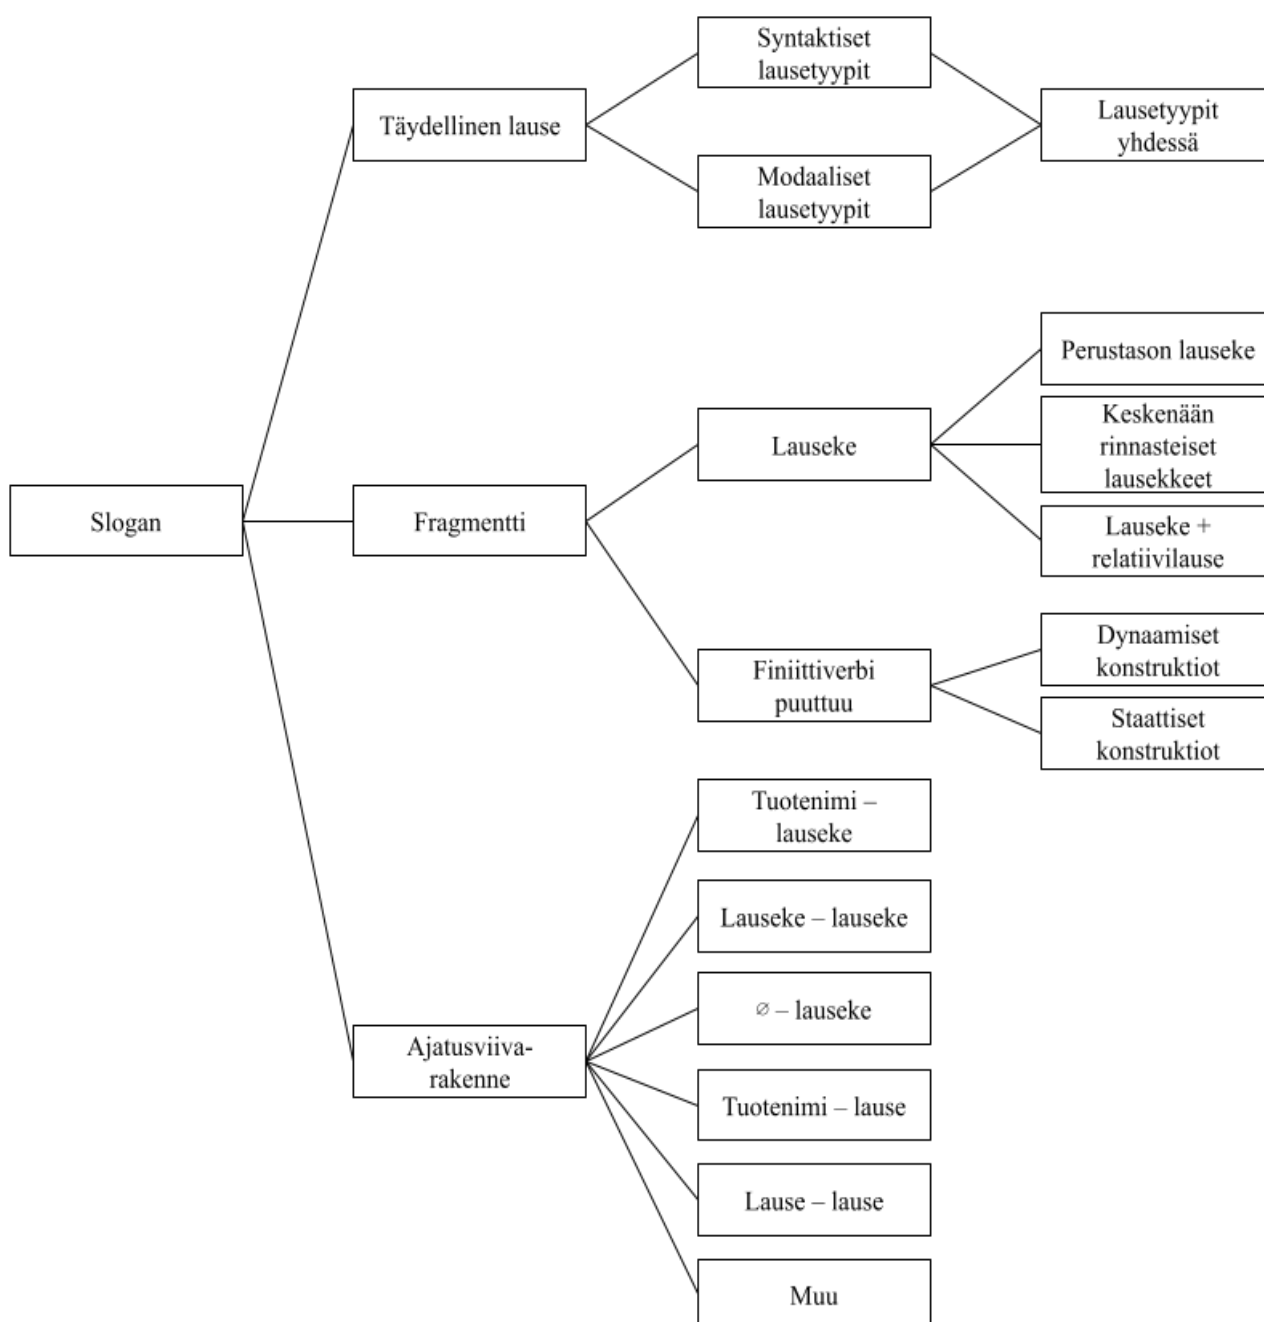 Syntaktiset
lausetyypit
Täydellinen lause
Lausetyypit
yhdessä
Modaaliset
lausetyypit
Perustason lauseke
Keskenään
rinnasteiset
lausekkeet
Lauseke
Lauseke +
relatiivilause
Slogan
Fragmentti
Dynaamiset
konstruktiot
Finiittiverbi
puuttuu
Staattiset
konstruktiot
Tuotenimi –
lauseke
Lauseke – lauseke
∅ – lauseke
Ajatusviiva-
rakenne
Tuotenimi – lause
Lause – lause
Muu